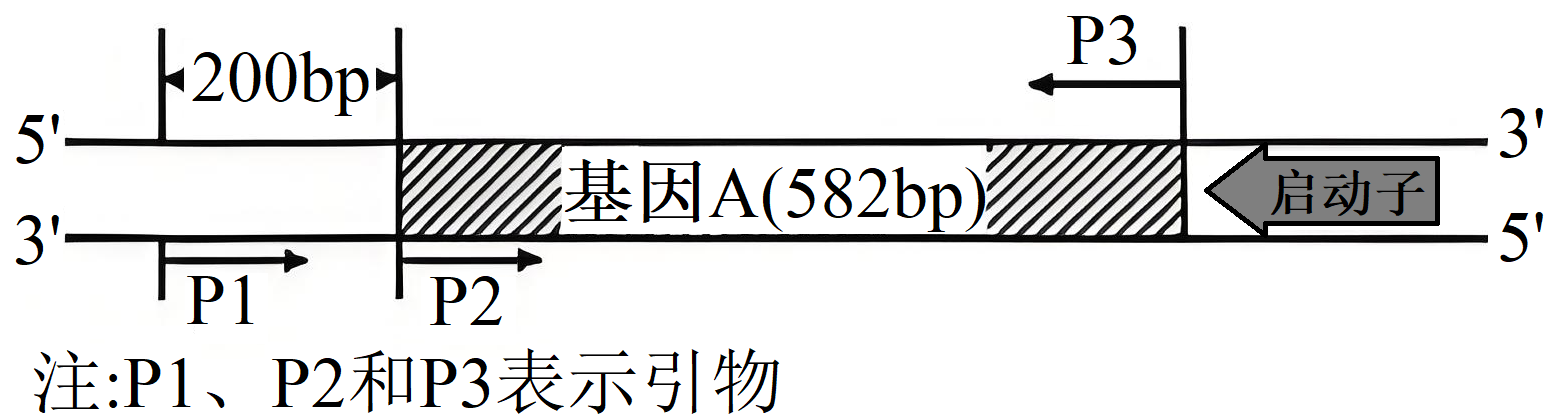 P3
200bp
5' 3'
基因A(582bp) 启动子
3' 5'
P1 P2
注:P1、P2和P3表示引物